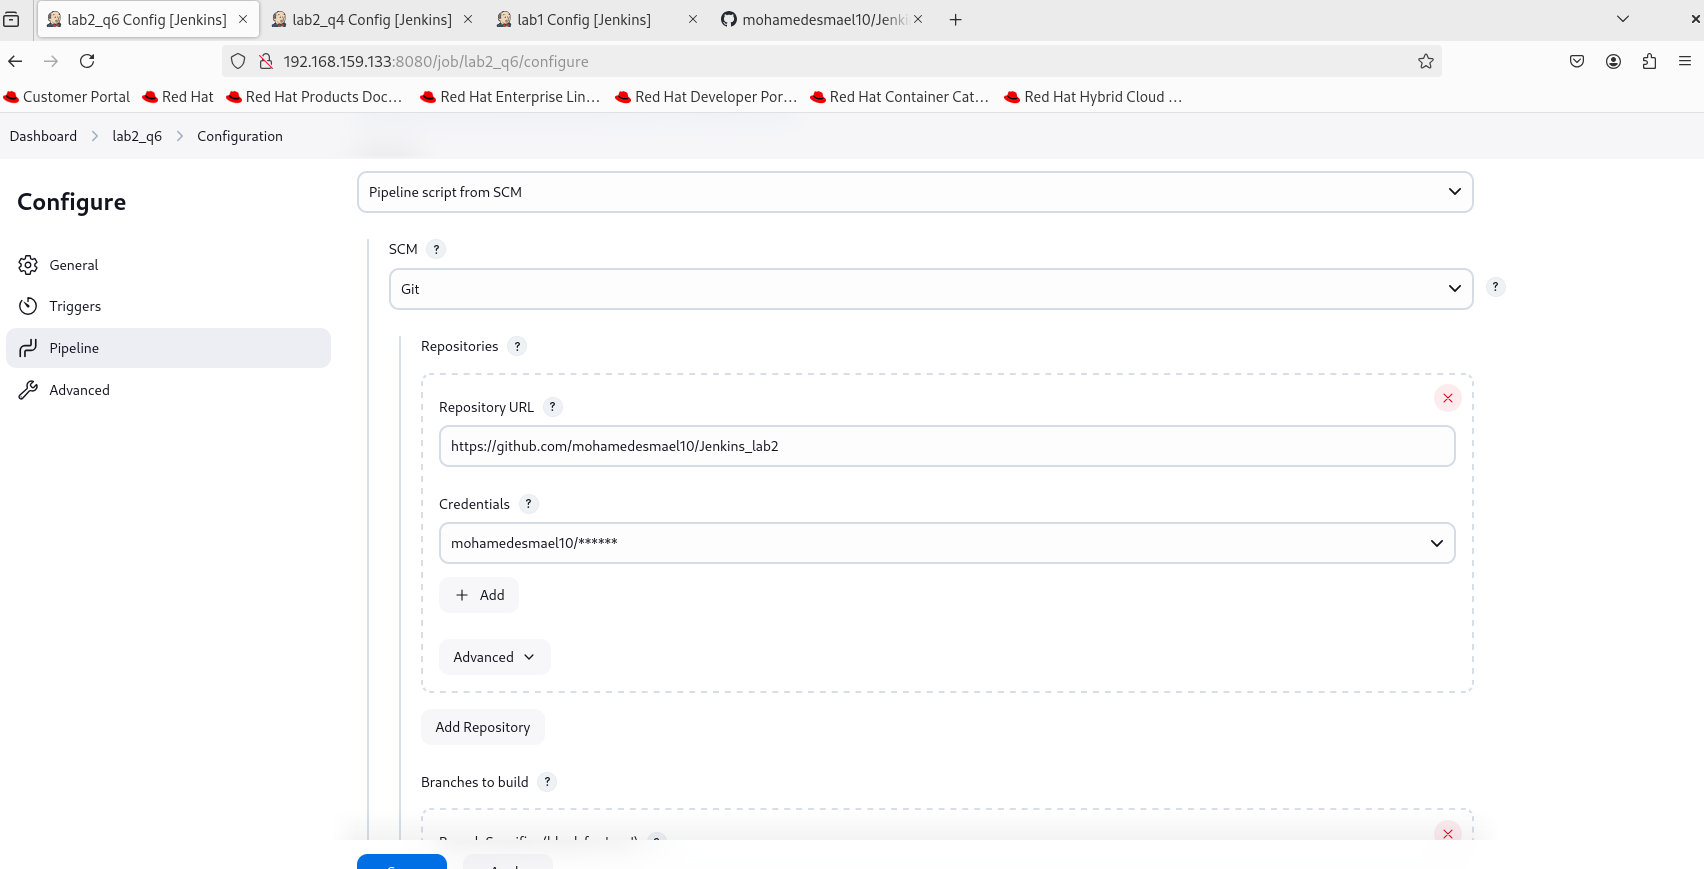 lab2_q6 Config [Jenkins]
lab2_q4 Config [Jenkins]
lab1 Config [Jenkins]
mohamedesmael10/Jenki
192.168.159.133:8080/job/lab2_q6/configure
Customer Portal
Red Hat
Red Hat Products Doc…
Red Hat Enterprise Lin…
Red Hat Developer Por…
Red Hat Container Cat…
Red Hat Hybrid Cloud …
Dashboard
lab2_q6
Configuration
Configure
General
Triggers
Pipeline
Advanced
Pipeline script from SCM
SCM ?
Git
?
Repositories ?
Repository URL ?
https://github.com/mohamedesmael10/Jenkins_lab2
Credentials ?
mohamedesmael10/******
Add
Advanced
Add Repository
Branches to build ?